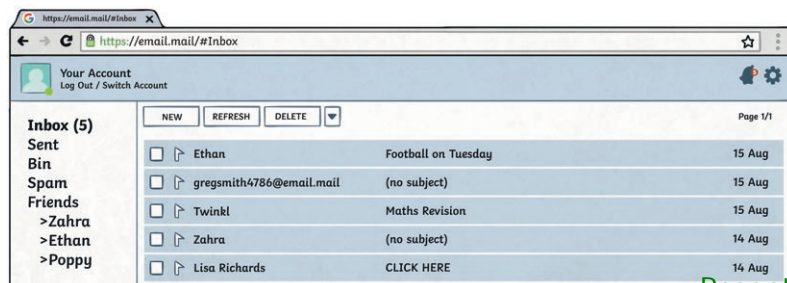 https://email.mail/#Inbox
https://email.mail/#Inbox
Your Account
Log Out / Switch Account
NEW REFRESH DELETE Page 1/1
Inbox (5)
Sent
Bin
Spam
Friends
>Zahra
>Ethan
>Poppy
Ethan Football on Tuesday 15 Aug
gregsmith4786@email.mail (no subject) 15 Aug
Twinkl Maths Revision 15 Aug
Zahra (no subject) 14 Aug
Lisa Richards CLICK HERE 14 Aug